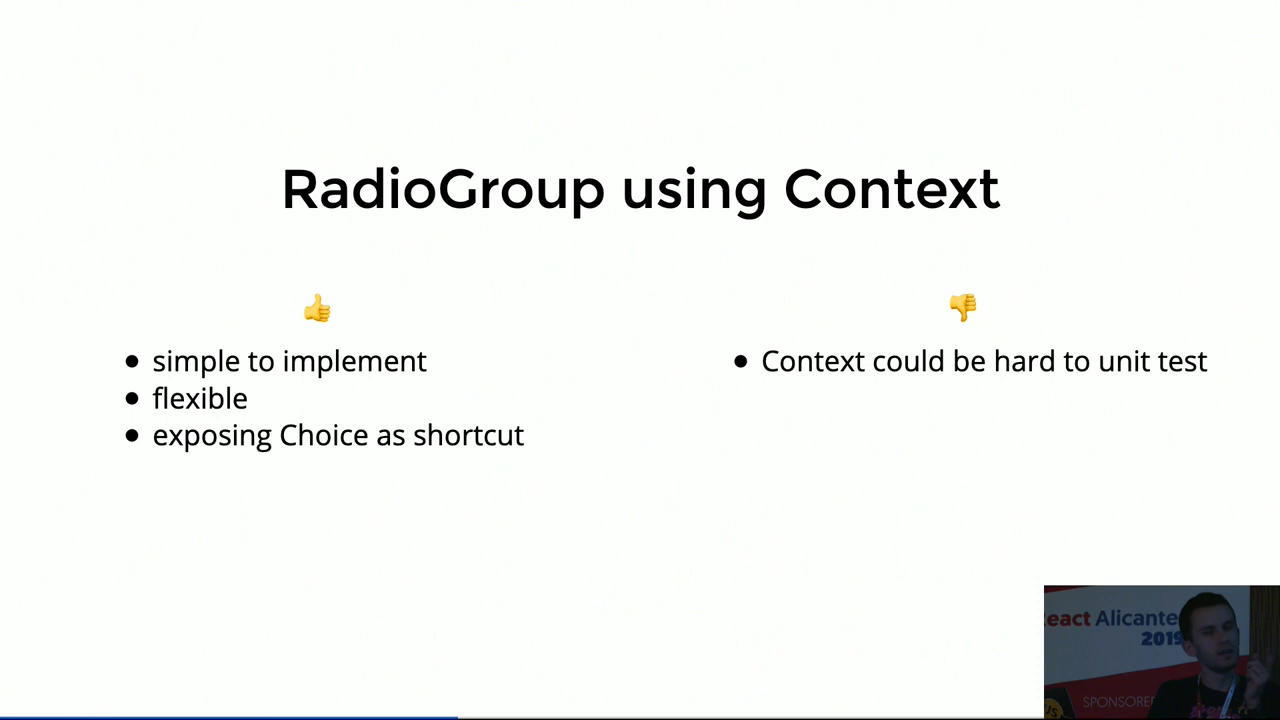 RadioGroup using Context
👍
• simple to implement
• flexible
• exposing Choice as shortcut
👎
• Context could be hard to unit test
React Alicante
2019
SPONSORE